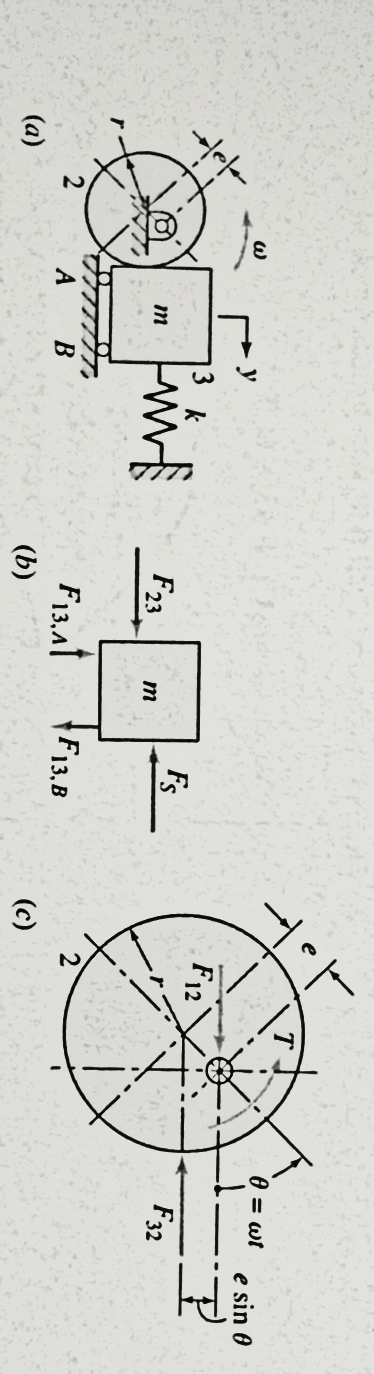 e
ω
r
2
m
y
3
k
A
B
(a)
F23
m
FS
F13,A
F13,B
(b)
e
T
F12
r
2
θ = ωt
e sin θ
F32
(c)